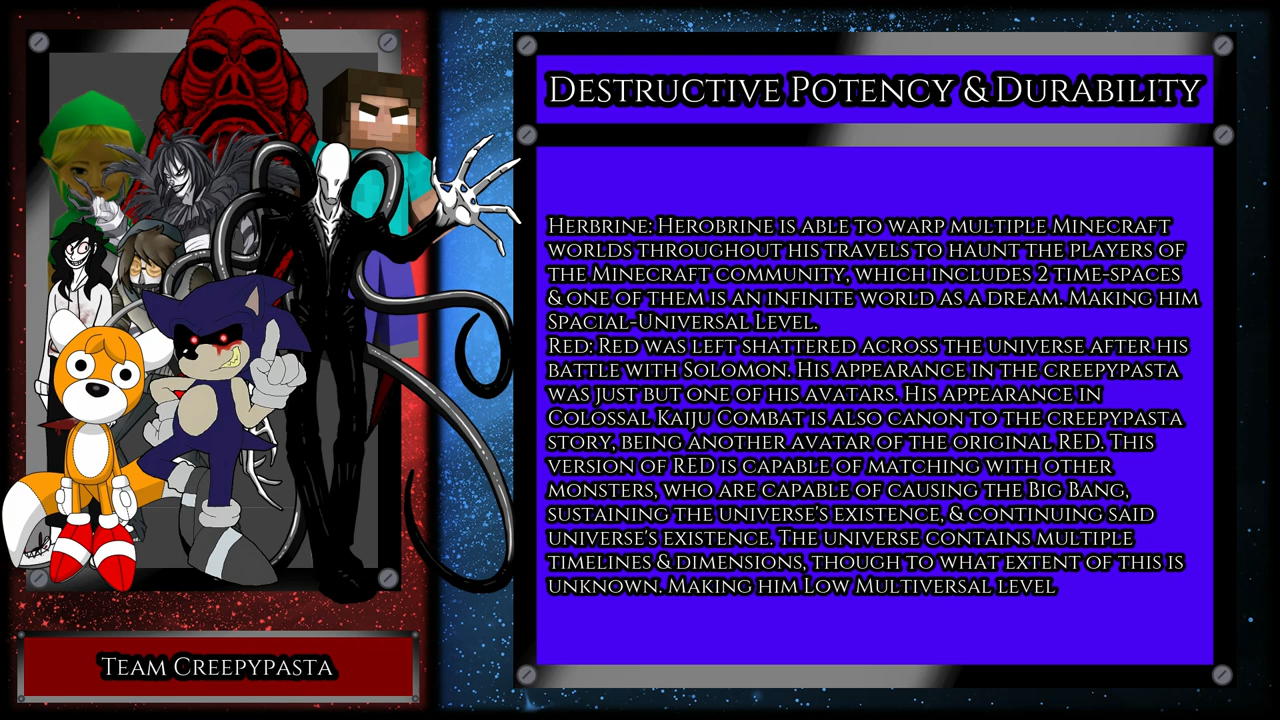 Destructive Potency & Durability
Herbrine: Herobrine is able to warp multiple Minecraft
worlds throughout his travels to haunt the players of
the Minecraft community, which includes 2 time-spaces
& one of them is an infinite world as a dream. Making him
Spacial-Universal Level.
Red: Red was left shattered across the universe after his
battle with Solomon. His appearance in the creepypasta
was just but one of his avatars. His appearance in
Colossal Kaiju Combat is also canon to the creepypasta
story, being another avatar of the original RED. This
version of RED is capable of matching with other
monsters, who are capable of causing the Big Bang,
sustaining the universe's existence, & continuing said
universe's existence. The universe contains multiple
timelines & dimensions, though to what extent of this is
unknown. Making him Low Multiversal level
Team Creepypasta